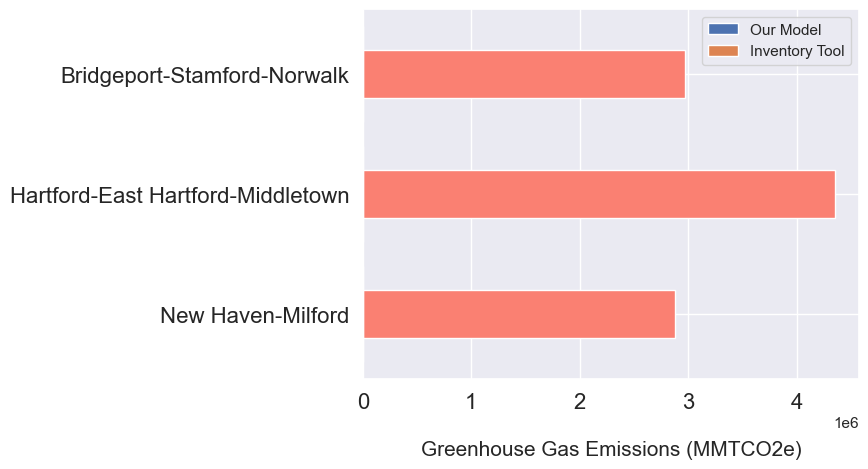 Our Model
Inventory Tool
Bridgeport-Stamford-Norwalk
Hartford-East Hartford-Middletown
New Haven-Milford
0 1 2 3 4
1e6
Greenhouse Gas Emissions (MMTCO2e)